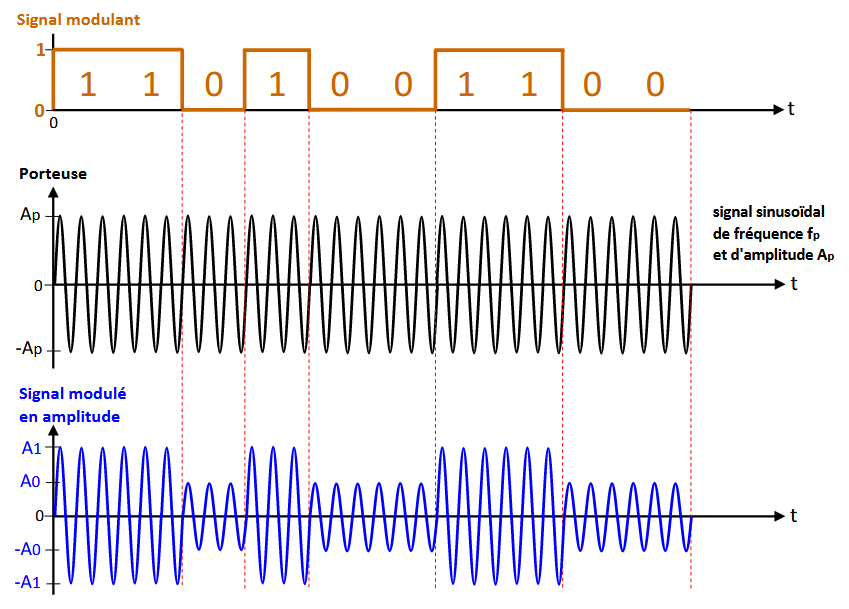 Signal modulant
1
1 1 0 1 0 0 1 1 0 0
0
0
t
Porteuse
Ap
0
-Ap
t
signal sinusoïdal
de fréquence fp
et d'amplitude Ap
Signal modulé
en amplitude
A1
A0
0
-A0
-A1
t